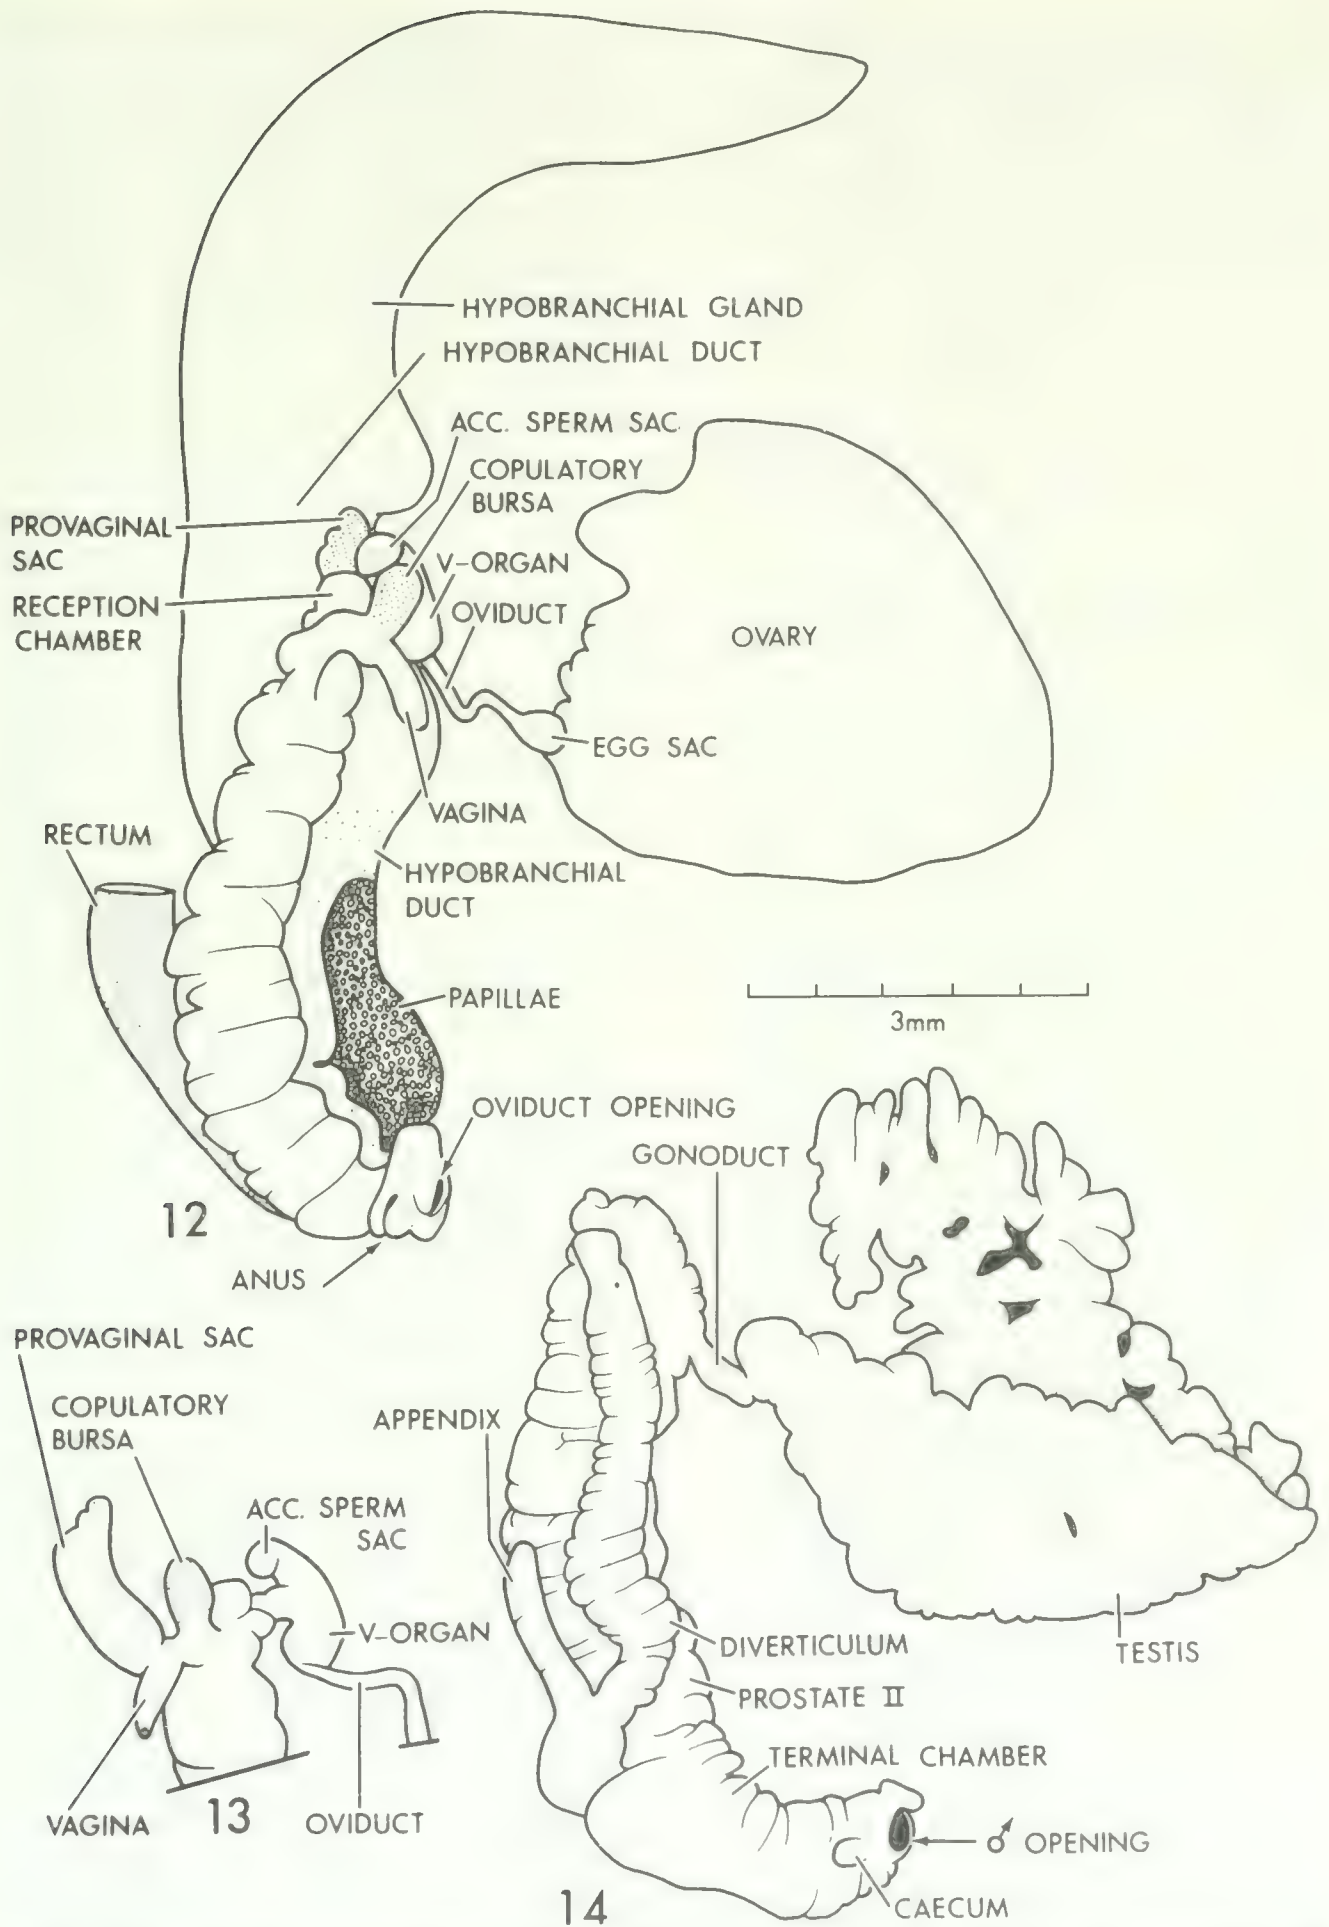 HYPOBRANCHIAL GLAND
HYPOBRANCHIAL DUCT
ACC. SPERM SAC.
COPULATORY
BURSA
PROVAGINAL
SAC
V-ORGAN
RECEPTION
CHAMBER
OVIDUCT
OVARY
EGG SAC
VAGINA
RECTUM
HYPOBRANCHIAL
DUCT
PAPILLAE
3mm
OVIDUCT OPENING
GONODUCT
12
ANUS
PROVAGINAL SAC
COPULATORY
BURSA
APPENDIX
ACC. SPERM
SAC
V-ORGAN
DIVERTICULUM
TESTIS
PROSTATE II
TERMINAL CHAMBER
VAGINA
13
OVIDUCT
♂ OPENING
CAECUM
14